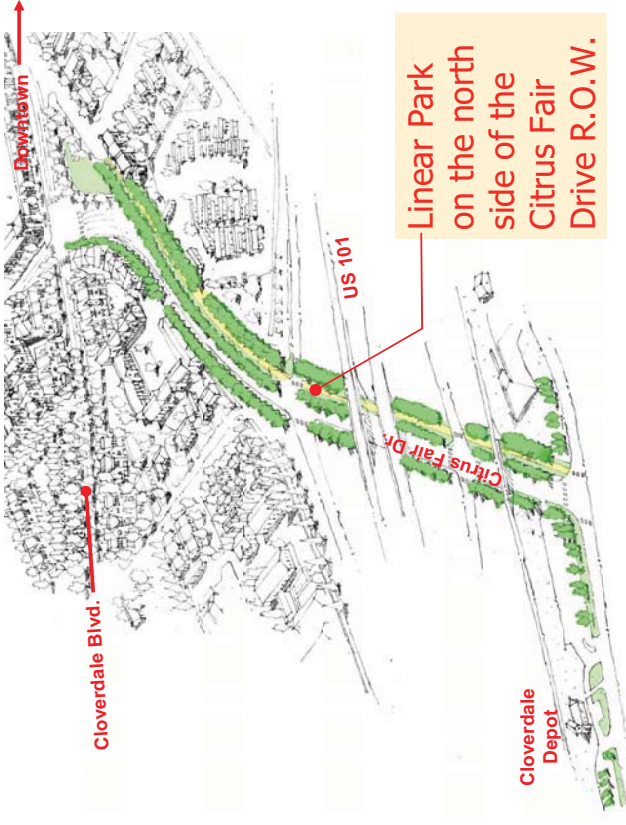 Downtown
Linear Park
on the north
side of the
Citrus Fair
Drive R.O.W.
US 101
Citrus Fair Dr.
Cloverdale Blvd.
Cloverdale
Depot